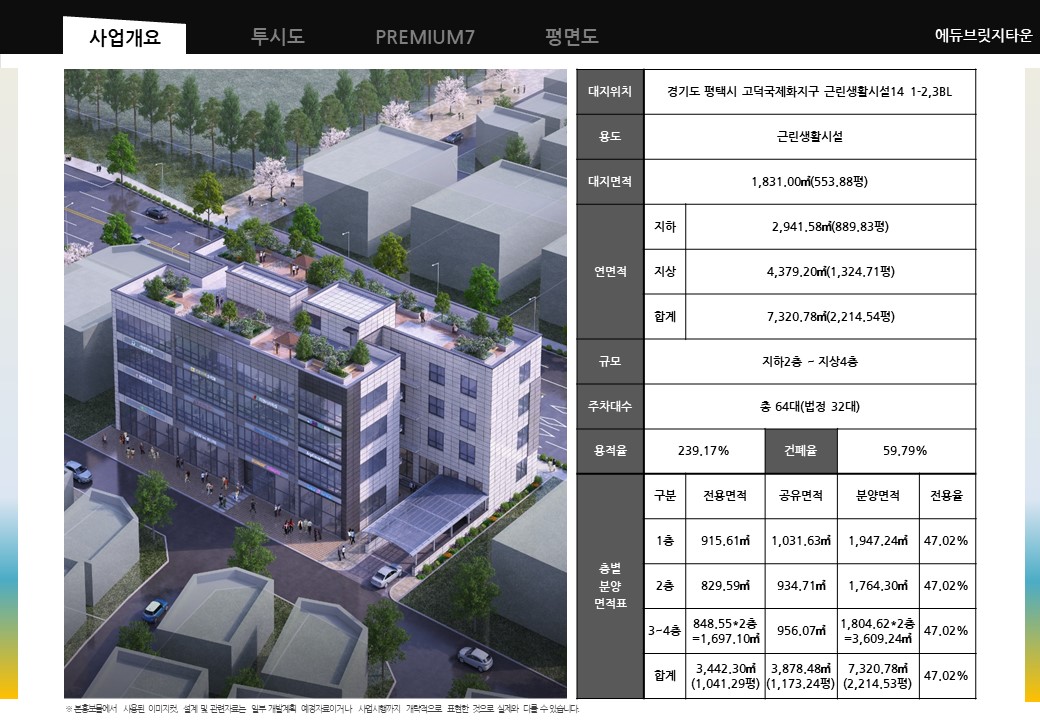 사업개요 투시도 PREMIUM7 평면도 에듀브릿지타운
대지위치 경기도 평택시 고덕국제화지구 근린생활시설14 1-2,3BL
용도 근린생활시설
대지면적 1,831.00㎡(553.88평)
연면적
지하 2,941.58㎡(889.83평)
지상 4,379.20㎡(1,324.71평)
합계 7,320.78㎡(2,214.54평)
규모 지하2층 ~ 지상4층
주차대수 총 64대(법정 32대)
용적율 239.17% 건폐율 59.79%
층별
분양
면적표
구분 전용면적 공유면적 분양면적 전용율
1층 915.61㎡ 1,031.63㎡ 1,947.24㎡ 47.02%
2층 829.59㎡ 934.71㎡ 1,764.30㎡ 47.02%
3~4층 848.55*2층
=1,697.10㎡ 956.07㎡ 1,804.62*2층
=3,609.24㎡ 47.02%
합계 3,442.30㎡
(1,041.29평) 3,878.48㎡
(1,173.24평) 7,320.78㎡
(2,214.53평) 47.02%
※ 본홍보물에서 사용된 이미지컷, 설계 및 관련자료는 일부 개발계획 예정자료이거나 사업시행까지 개략적으로 표현한 것으로 실제와 다를 수 있습니다.